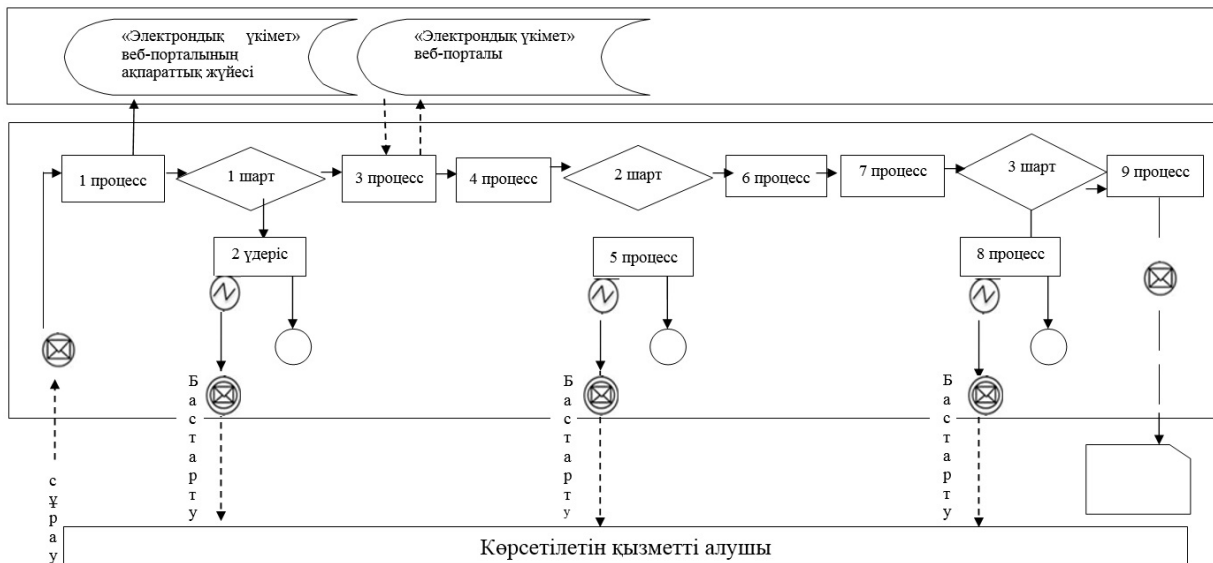 «Электрондық үкімет»
веб-порталының
ақпараттық жүйесі
«Электрондық үкімет»
веб-порталы
1 процесс
1 шарт
3 процесс
4 процесс
2 шарт
6 процесс
7 процесс
3 шарт
9 процесс
2 үдеріс
5 процесс
8 процесс
Бастарту
Бастарту
Бастарту
сұрау
Көрсетілетін қызметті алушы